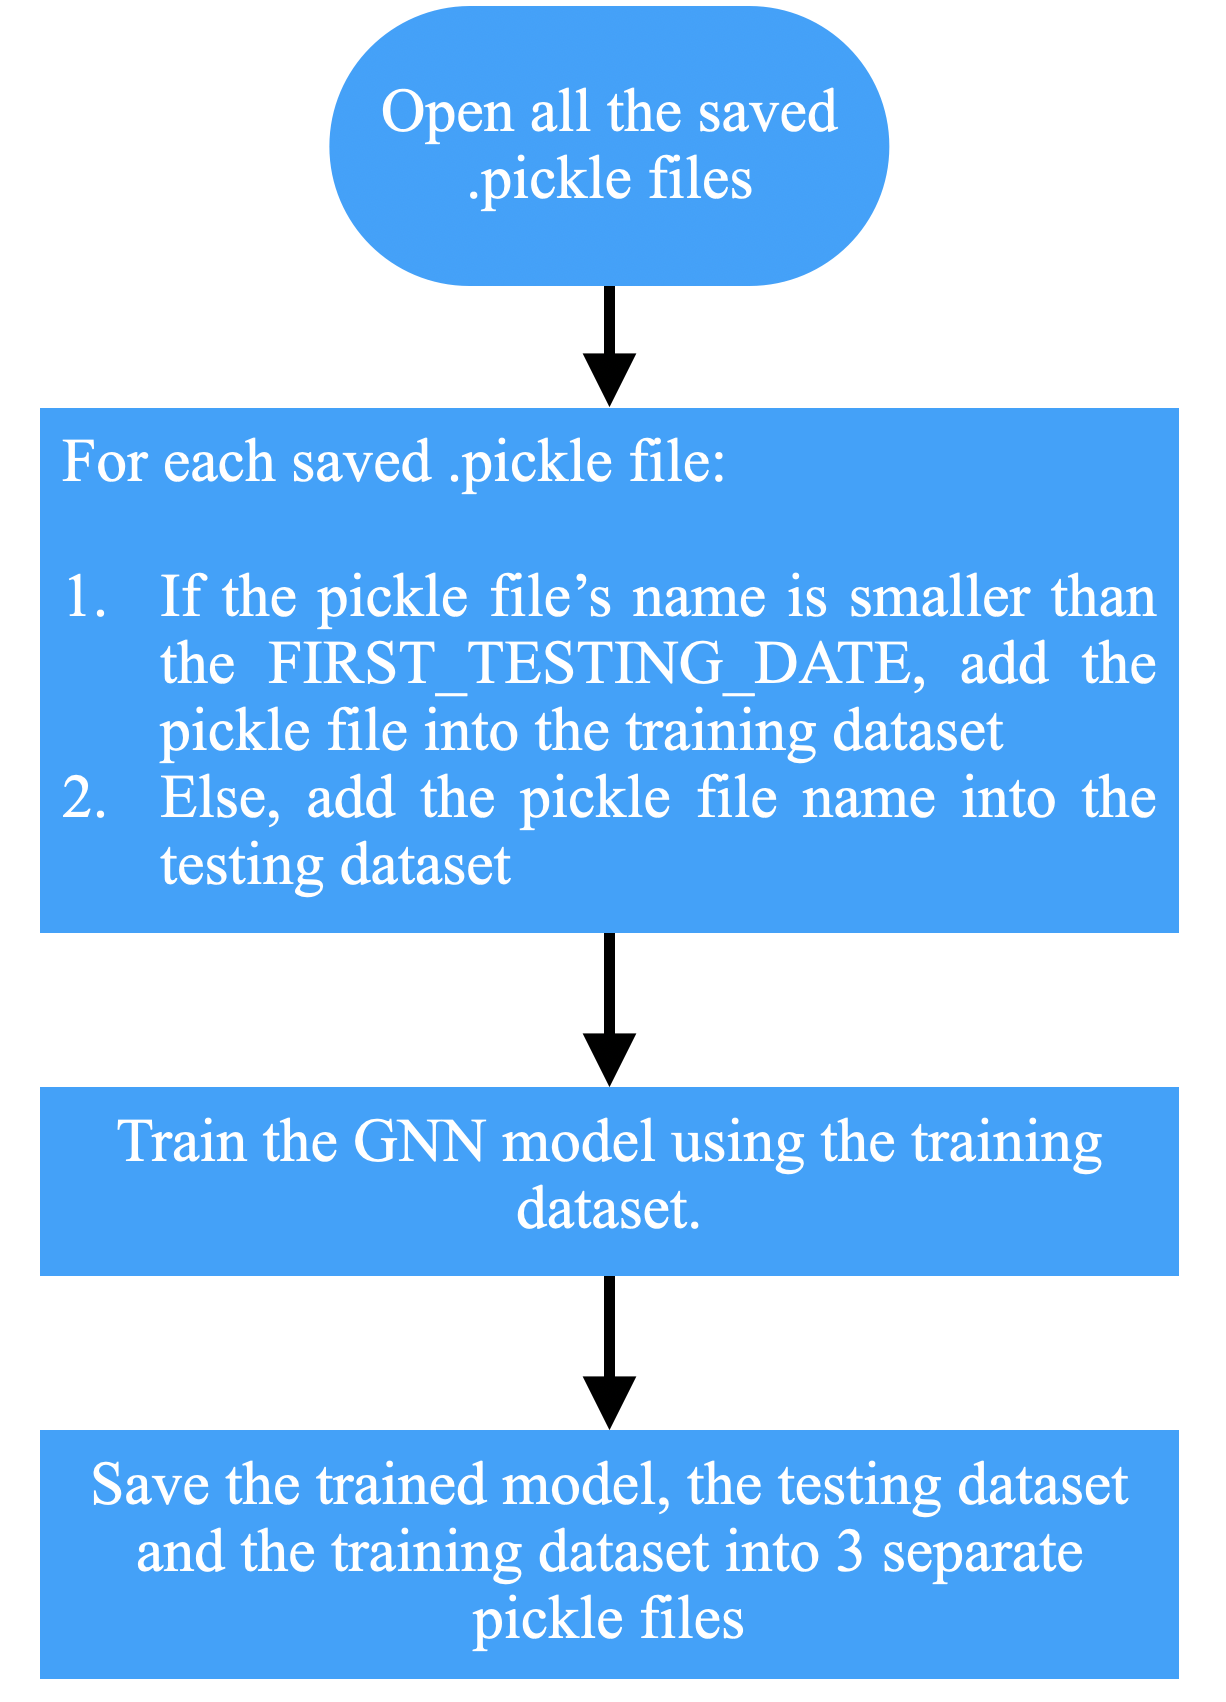 Open all the saved
.pickle files
For each saved .pickle file:
1. If the pickle file’s name is smaller than
the FIRST_TESTING_DATE, add the
pickle file into the training dataset
2. Else, add the pickle file name into the
testing dataset
Train the GNN model using the training
dataset.
Save the trained model, the testing dataset
and the training dataset into 3 separate
pickle files